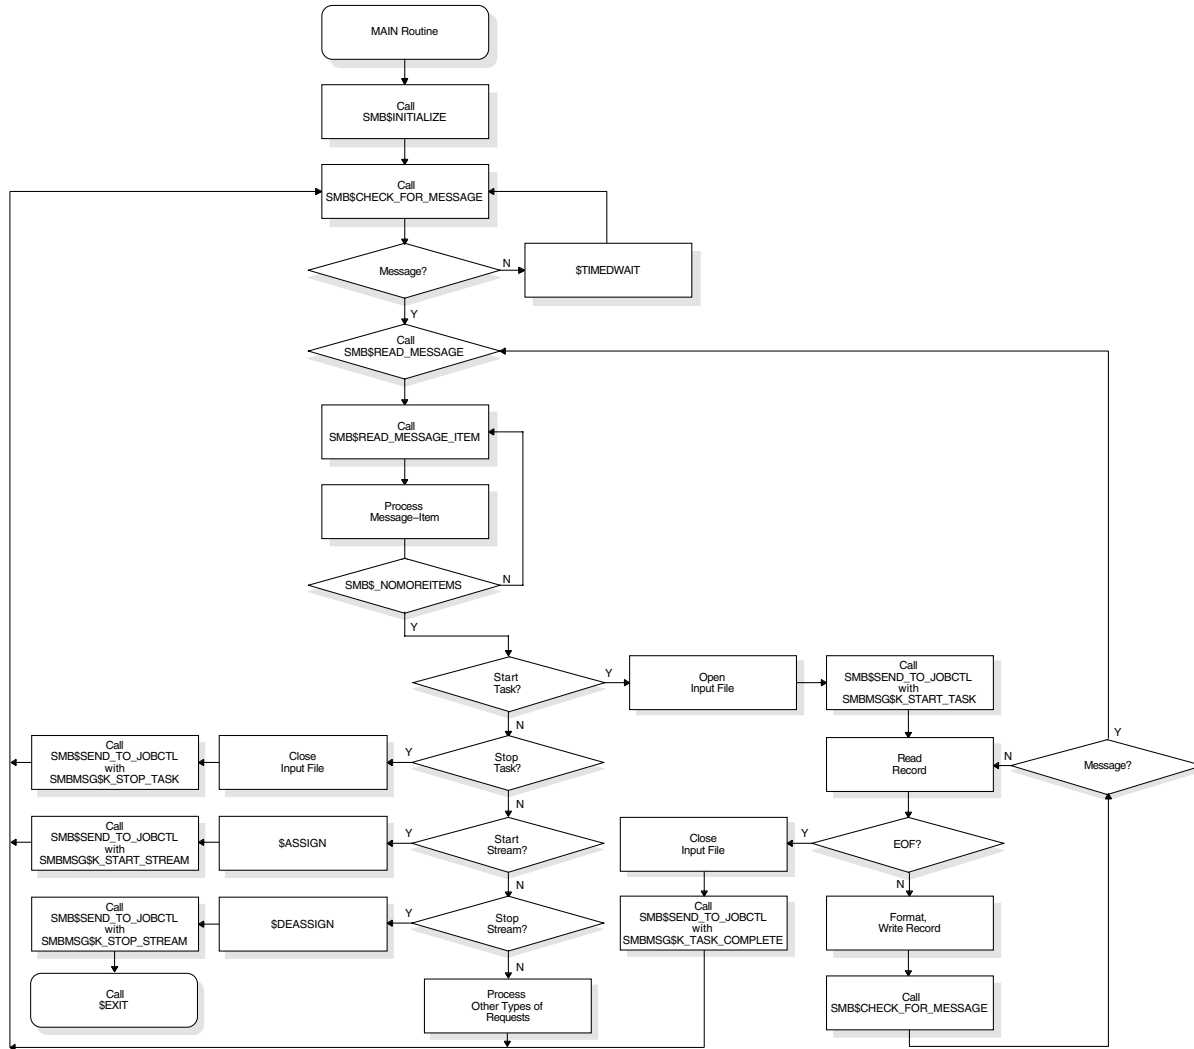 MAIN Routine
Call
SMB$INITIALIZE
Call
SMB$CHECK_FOR_MESSAGE
Message?
N
$TIMEDWAIT
Y
Call
SMB$READ_MESSAGE
Call
SMB$READ_MESSAGE_ITEM
Process
Message–Item
SMB$_NOMOREITEMS
N
Y
Start
Task?
Y
Open
Input File
Call
SMB$SEND_TO_JOBCTL
with
SMBMSG$K_START_TASK
N
Stop
Task?
Y
Close
Input File
Call
SMB$SEND_TO_JOBCTL
with
SMBMSG$K_STOP_TASK
Read
Record
N
Message?
Y
N
Start
Stream?
Y
$ASSIGN
Call
SMB$SEND_TO_JOBCTL
with
SMBMSG$K_START_STREAM
EOF?
Y
Close
Input File
N
N
Stop
Stream?
Y
$DEASSIGN
Call
SMB$SEND_TO_JOBCTL
with
SMBMSG$K_STOP_STREAM
Call
SMB$SEND_TO_JOBCTL
with
SMBMSG$K_TASK_COMPLETE
Format,
Write Record
N
Call
$EXIT
Process
Other Types of
Requests
Call
SMB$CHECK_FOR_MESSAGE